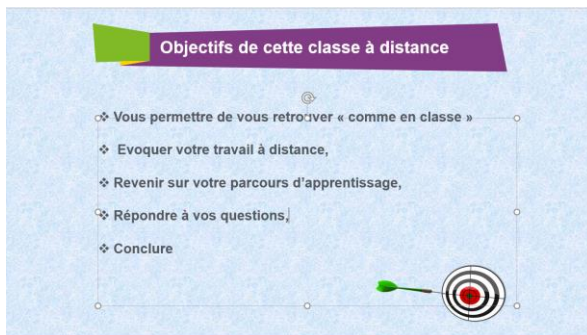 Objectifs de cette classe à distance
❖ Vous permettre de vous retrouver « comme en classe »
❖ Evoquer votre travail à distance,
❖ Revenir sur votre parcours d'apprentissage,
❖ Répondre à vos questions,
❖ Conclure